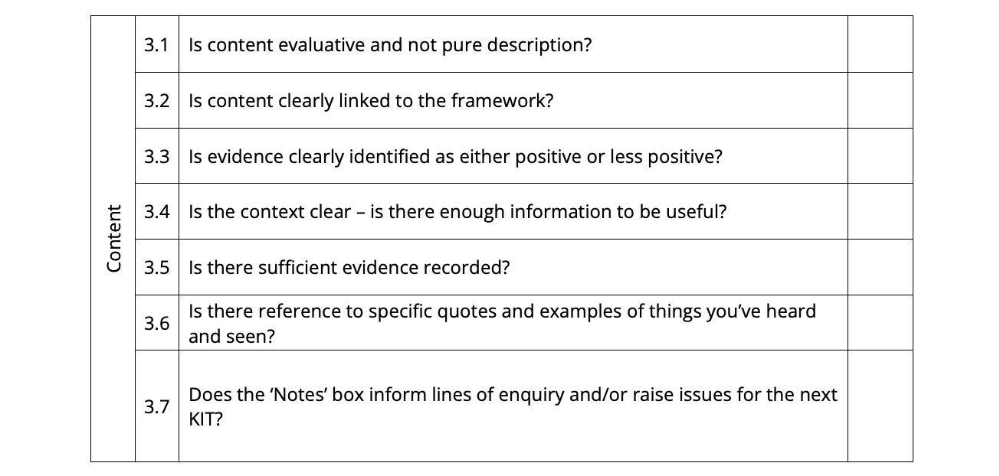 Content
3.1 Is content evaluative and not pure description?
3.2 Is content clearly linked to the framework?
3.3 Is evidence clearly identified as either positive or less positive?
3.4 Is the context clear – is there enough information to be useful?
3.5 Is there sufficient evidence recorded?
3.6 Is there reference to specific quotes and examples of things you’ve heard
and seen?
3.7 Does the ‘Notes’ box inform lines of enquiry and/or raise issues for the next
KIT?